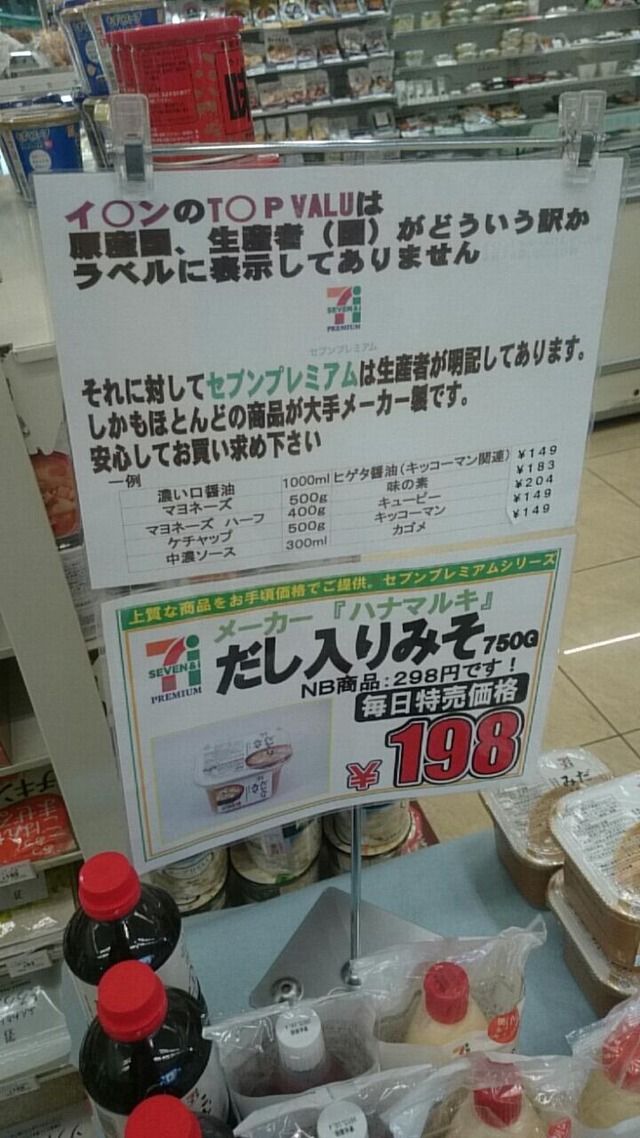 イ○ンのT○P VALUは
原産国、生産者（国）がどういう訳か
ラベルに表示してありません
7i
SEVEN&i
PREMIUM
セブンプレミアム
それに対してセブンプレミアムは生産者が明記してあります。
しかもほとんどの商品が大手メーカー製です。
安心してお買い求め下さい
一例
濃い口醤油 1000ml ヒゲタ醤油(キッコーマン関連) ¥149
マヨネーズ 500g 味の素 ¥183
マヨネーズ ハーフ 400g キューピー ¥204
ケチャップ 500g キッコーマン ¥149
中濃ソース 300ml カゴメ ¥149
上質な商品をお手頃価格でご提供。セブンプレミアムシリーズ
メーカー『ハナマルキ』
7i
SEVEN&i
PREMIUM
だし入りみそ750G
NB商品:298円です!
毎日特売価格
¥198